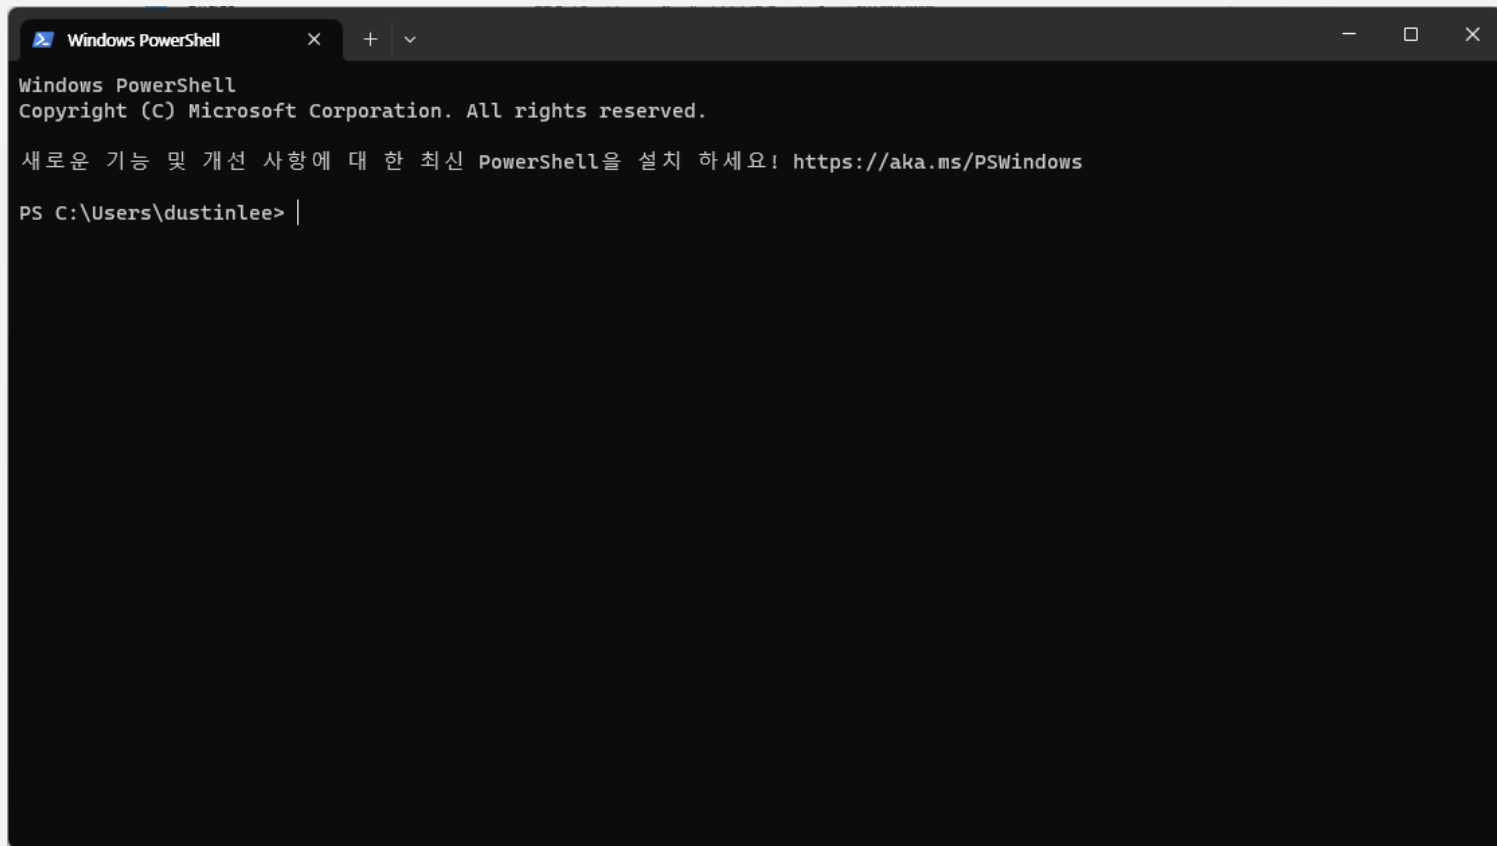 Windows PowerShell
Windows PowerShell
Copyright (C) Microsoft Corporation. All rights reserved.
새로운 기능 및 개선 사항에 대 한 최신 PowerShell을 설치 하세요! https://aka.ms/PSWindows
PS C:\Users\dustinlee>